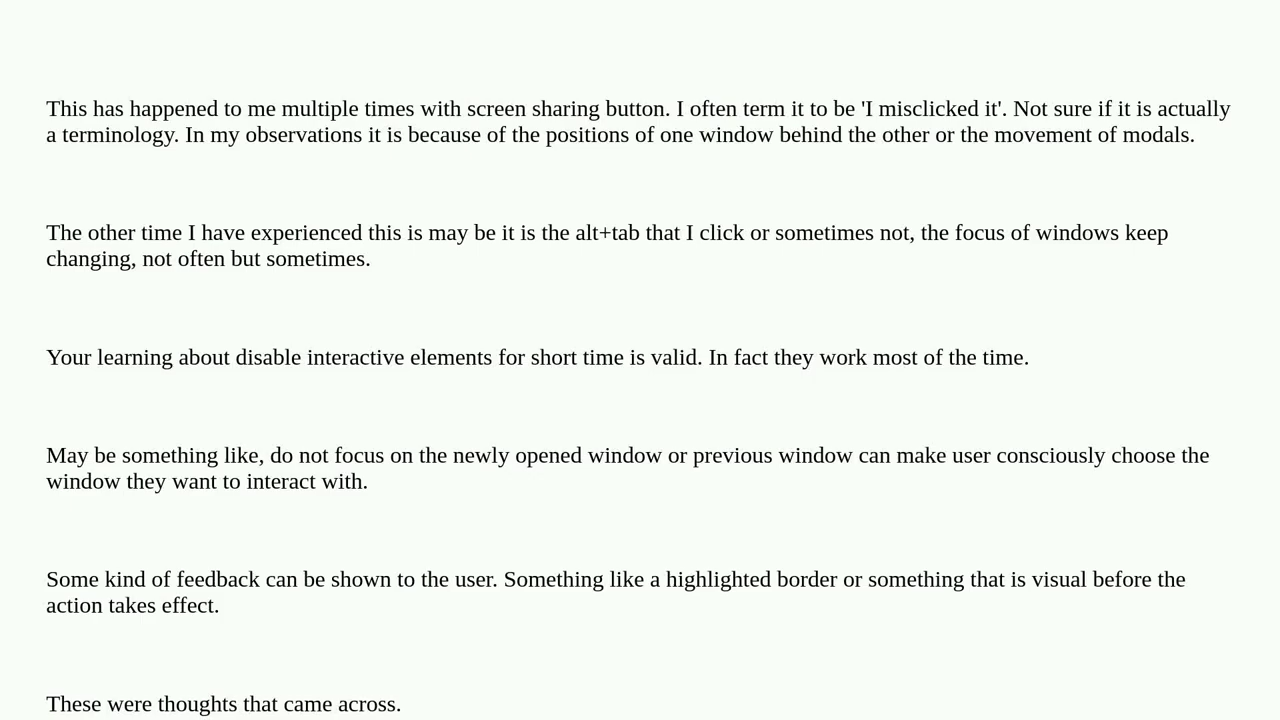 This has happened to me multiple times with screen sharing button. I often term it to be 'I misclicked it'. Not sure if it is actually
a terminology. In my observations it is because of the positions of one window behind the other or the movement of modals.
The other time I have experienced this is may be it is the alt+tab that I click or sometimes not, the focus of windows keep
changing, not often but sometimes.
Your learning about disable interactive elements for short time is valid. In fact they work most of the time.
May be something like, do not focus on the newly opened window or previous window can make user consciously choose the
window they want to interact with.
Some kind of feedback can be shown to the user. Something like a highlighted border or something that is visual before the
action takes effect.
These were thoughts that came across.